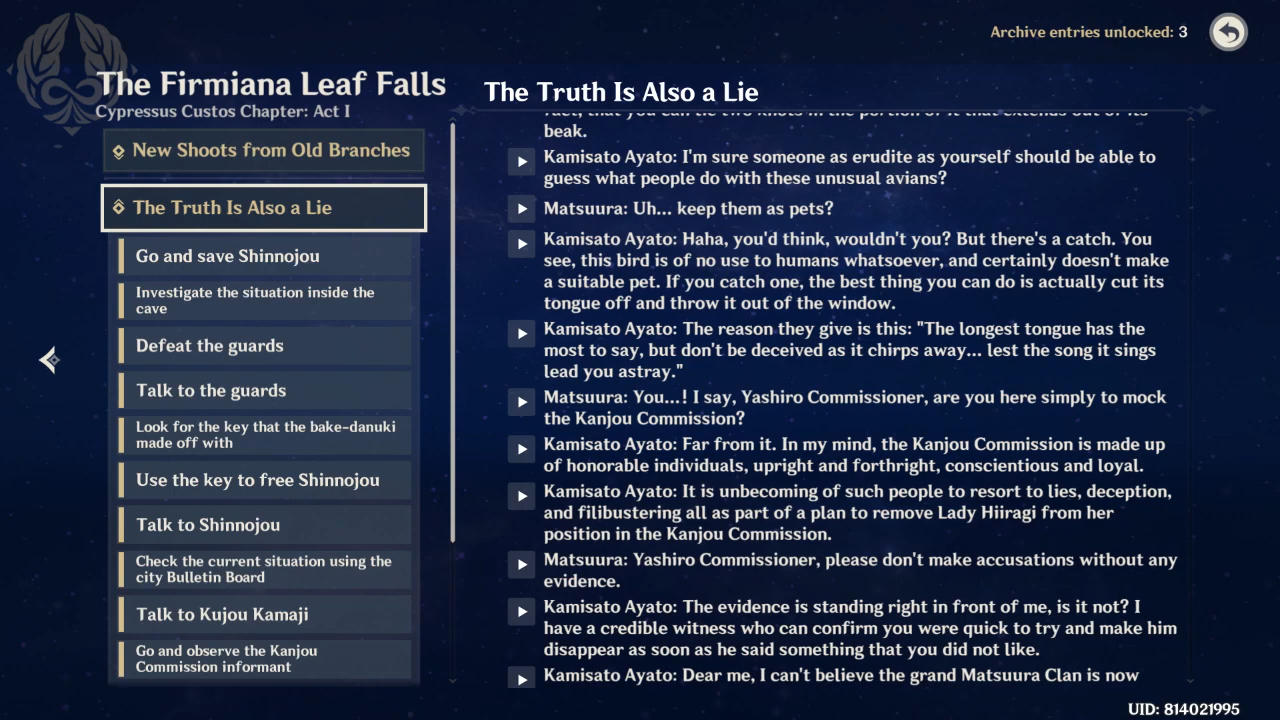 Archive entries unlocked: 3
The Firmiana Leaf Falls
Cypressus Custos Chapter: Act I
New Shoots from Old Branches
The Truth Is Also a Lie
Go and save Shinnojou
Investigate the situation inside the
cave
Defeat the guards
Talk to the guards
Look for the key that the bake-danuki
made off with
Use the key to free Shinnojou
Talk to Shinnojou
Check the current situation using the
city Bulletin Board
Talk to Kujou Kamaji
Go and observe the Kanjou
Commission informant
The Truth Is Also a Lie
fact, that you can tie two knots in the portion of it that extends out of its
beak.
Kamisato Ayato: I'm sure someone as erudite as yourself should be able to
guess what people do with these unusual avians?
Matsuura: Uh... keep them as pets?
Kamisato Ayato: Haha, you'd think, wouldn't you? But there's a catch. You
see, this bird is of no use to humans whatsoever, and certainly doesn't make
a suitable pet. If you catch one, the best thing you can do is actually cut its
tongue off and throw it out of the window.
Kamisato Ayato: The reason they give is this: "The longest tongue has the
most to say, but don't be deceived as it chirps away... lest the song it sings
lead you astray."
Matsuura: You...! I say, Yashiro Commissioner, are you here simply to mock
the Kanjou Commission?
Kamisato Ayato: Far from it. In my mind, the Kanjou Commission is made up
of honorable individuals, upright and forthright, conscientious and loyal.
Kamisato Ayato: It is unbecoming of such people to resort to lies, deception,
and filibustering all as part of a plan to remove Lady Hiiragi from her
position in the Kanjou Commission.
Matsuura: Yashiro Commissioner, please don't make accusations without any
evidence.
Kamisato Ayato: The evidence is standing right in front of me, is it not? I
have a credible witness who can confirm you were quick to try and make him
disappear as soon as he said something that you did not like.
Kamisato Ayato: Dear me, I can't believe the grand Matsuura Clan is now
UID: 814021995